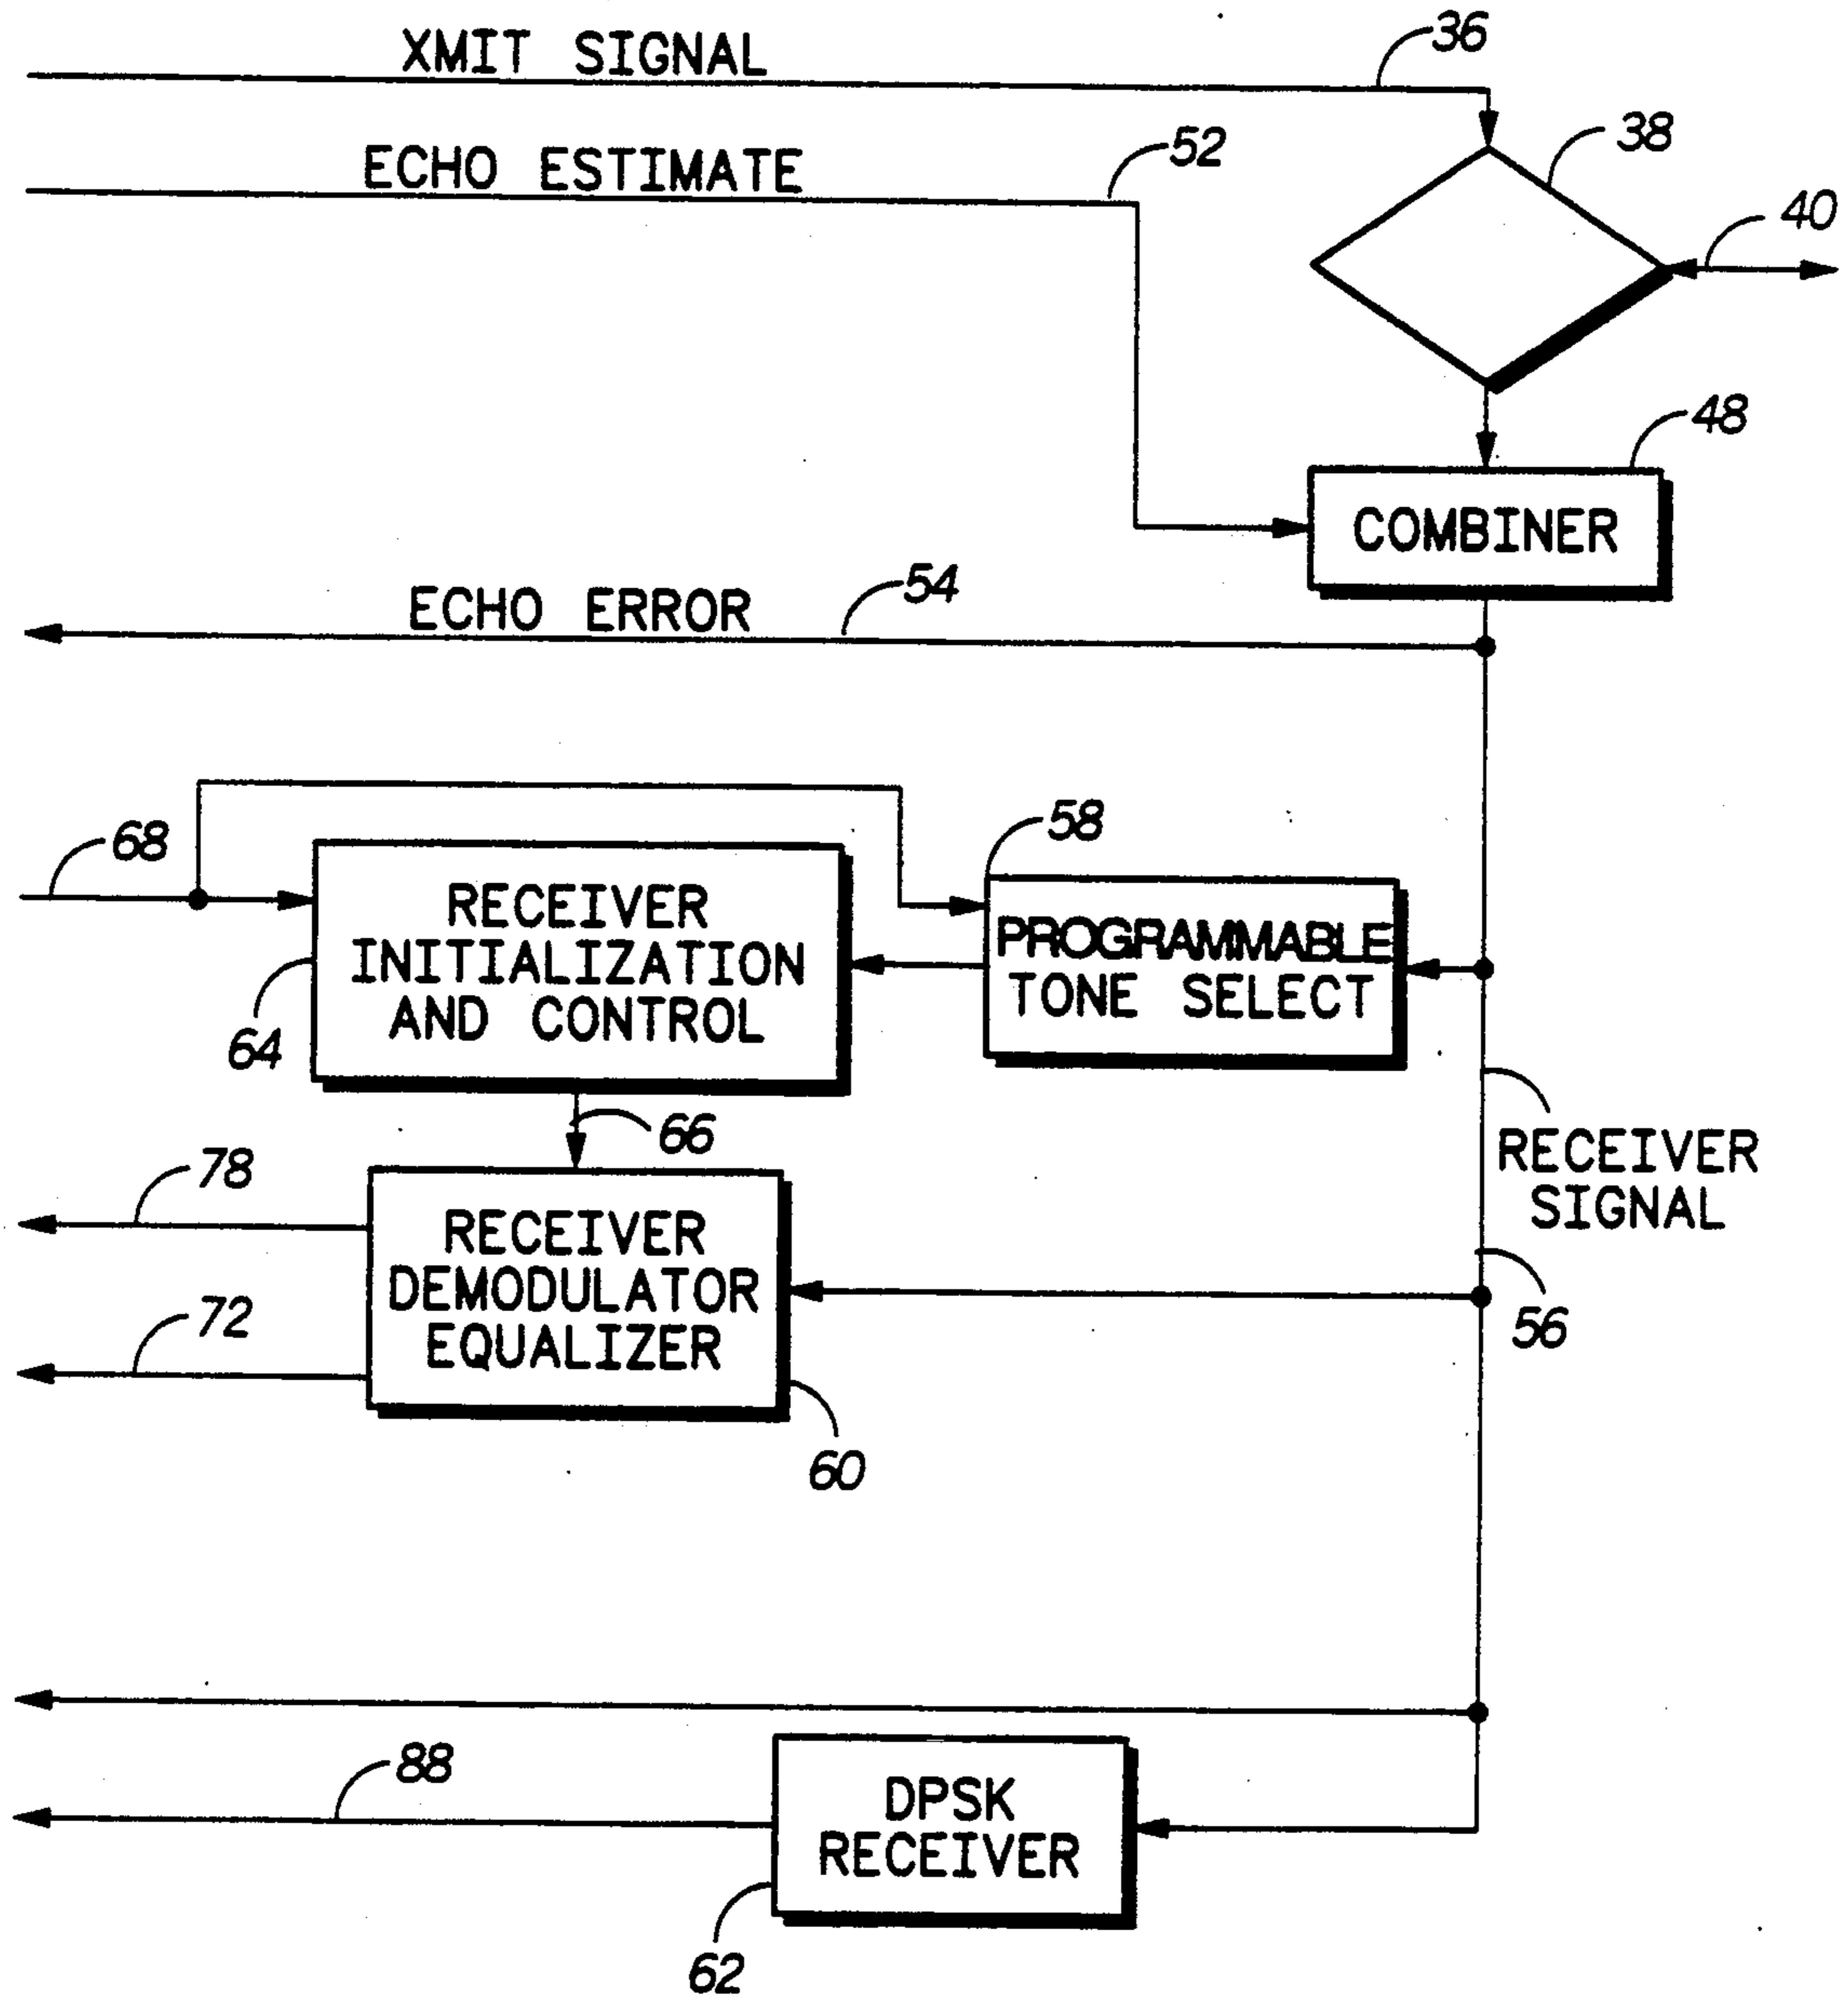 XMIT SIGNAL
36
38
ECHO ESTIMATE
52
40
48
COMBINER
ECHO ERROR
54
68
58
RECEIVER
INITIALIZATION
AND CONTROL
64
PROGRAMMABLE
TONE SELECT
66
RECEIVER
SIGNAL
78
72
RECEIVER
DEMODULATOR
EQUALIZER
56
60
88
DPSK
RECEIVER
62